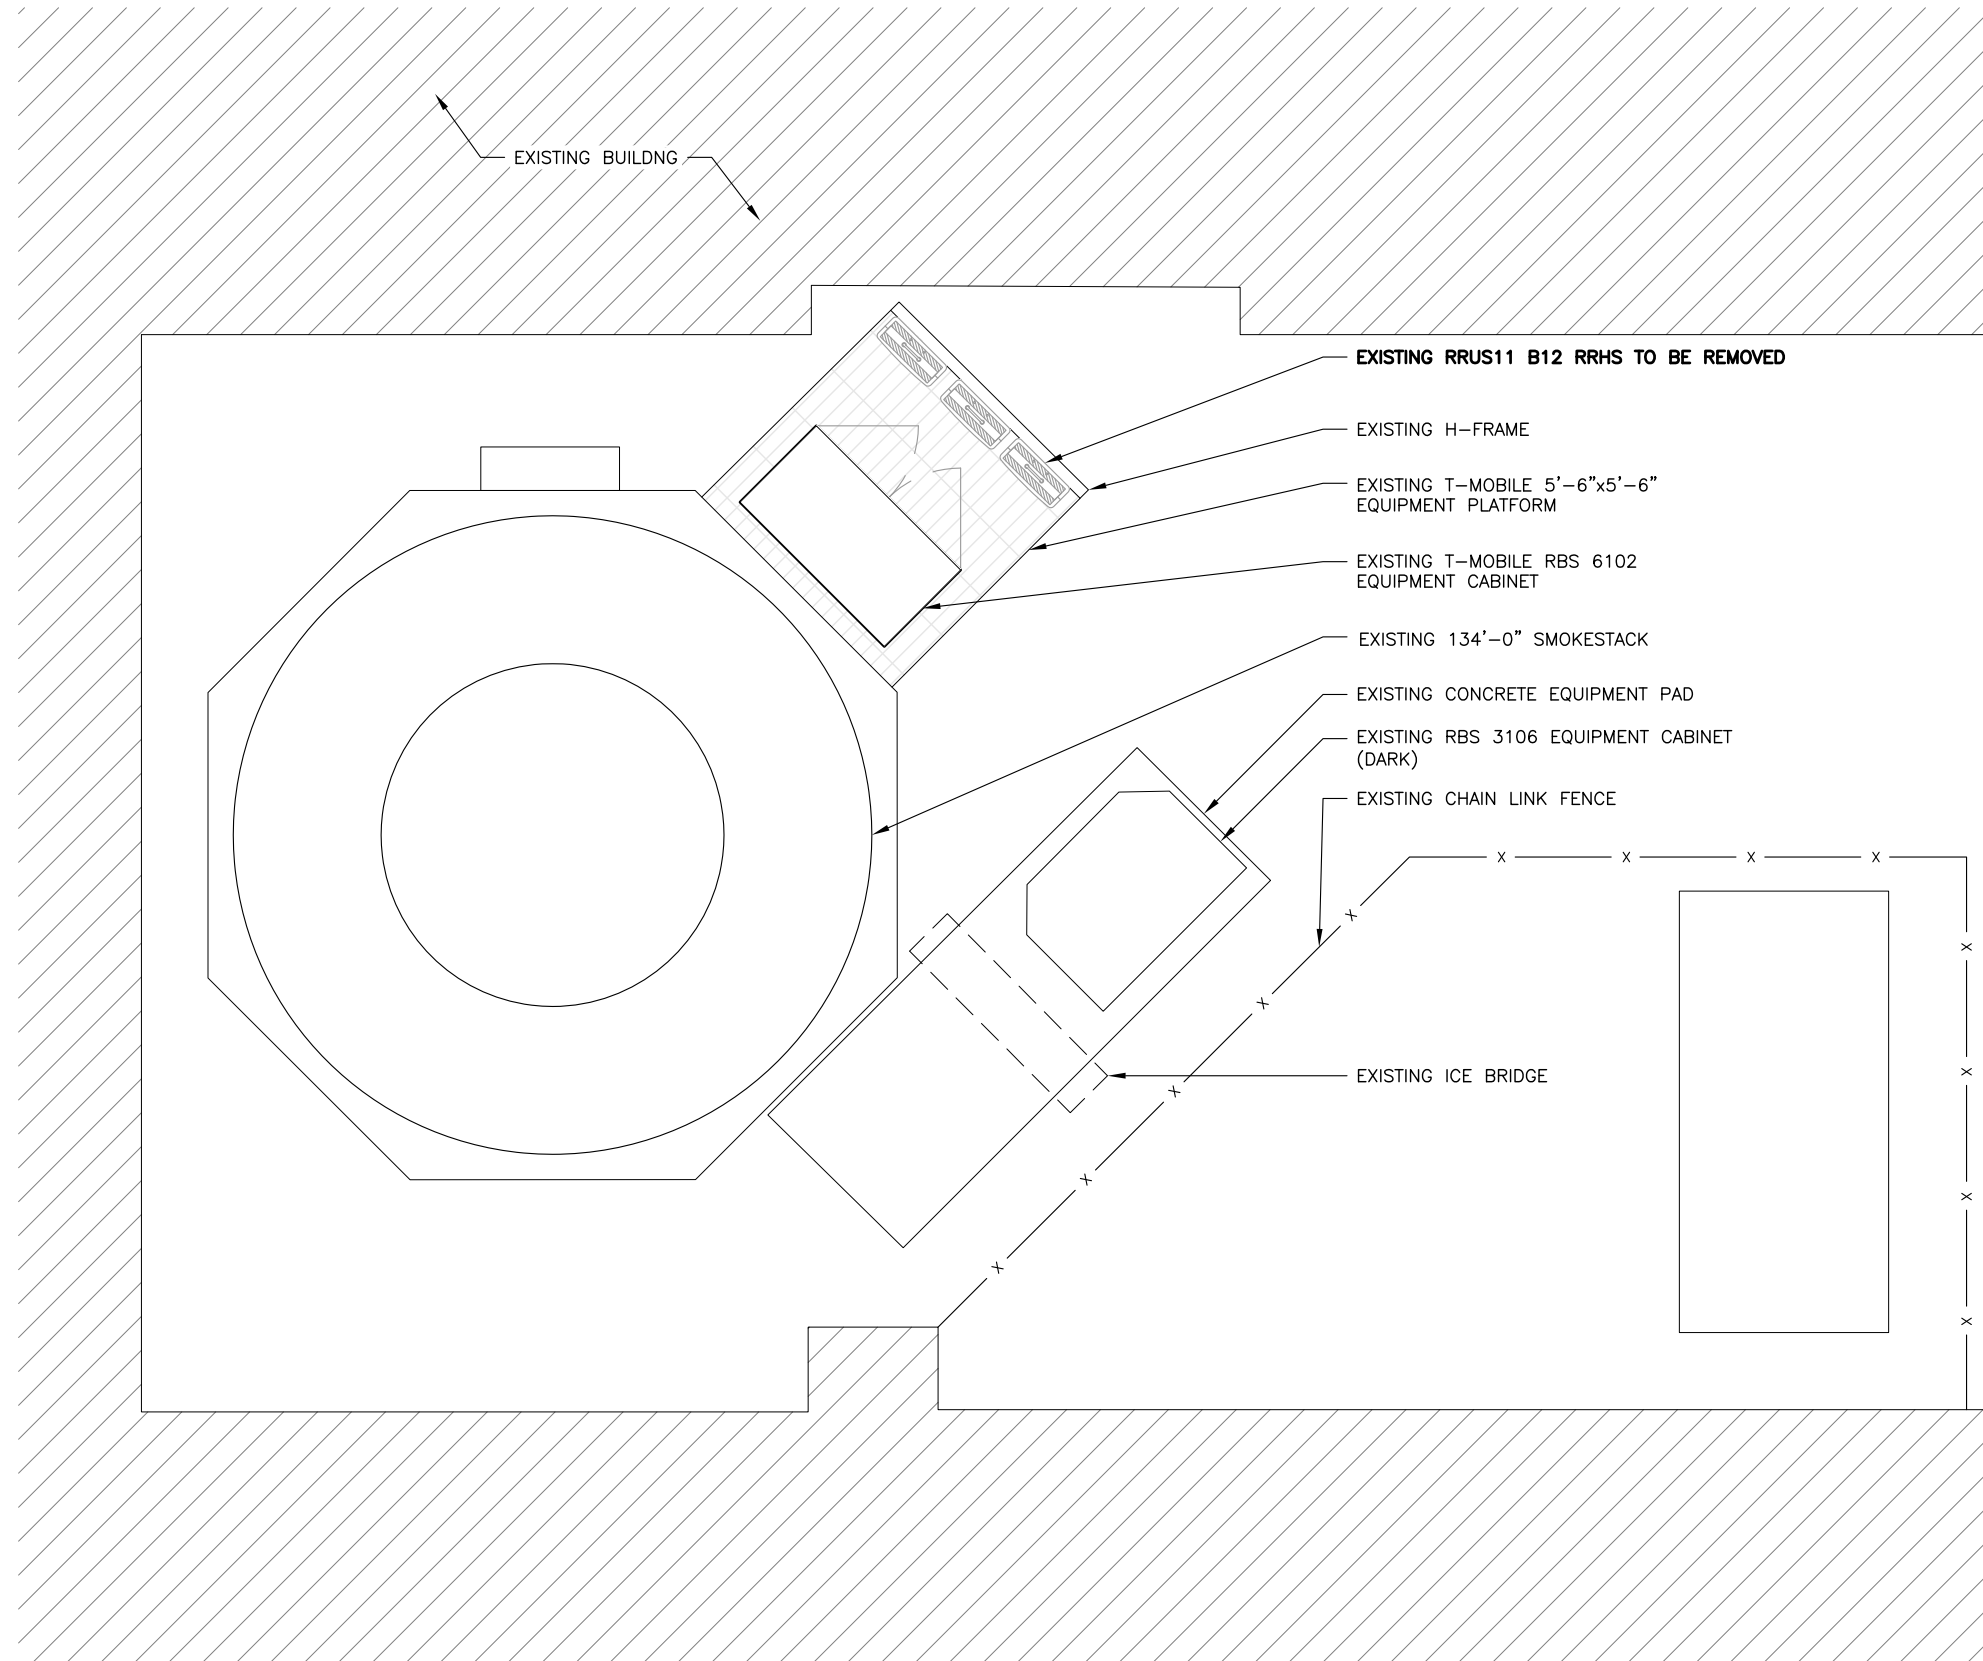 EXISTING BUILDNG
EXISTING RRUS11 B12 RRHS TO BE REMOVED
EXISTING H-FRAME
EXISTING T-MOBILE 5'-6"x5'-6"
EQUIPMENT PLATFORM
EXISTING T-MOBILE RBS 6102
EQUIPMENT CABINET
EXISTING 134'-0" SMOKESTACK
EXISTING CONCRETE EQUIPMENT PAD
EXISTING RBS 3106 EQUIPMENT CABINET
(DARK)
EXISTING CHAIN LINK FENCE
EXISTING ICE BRIDGE